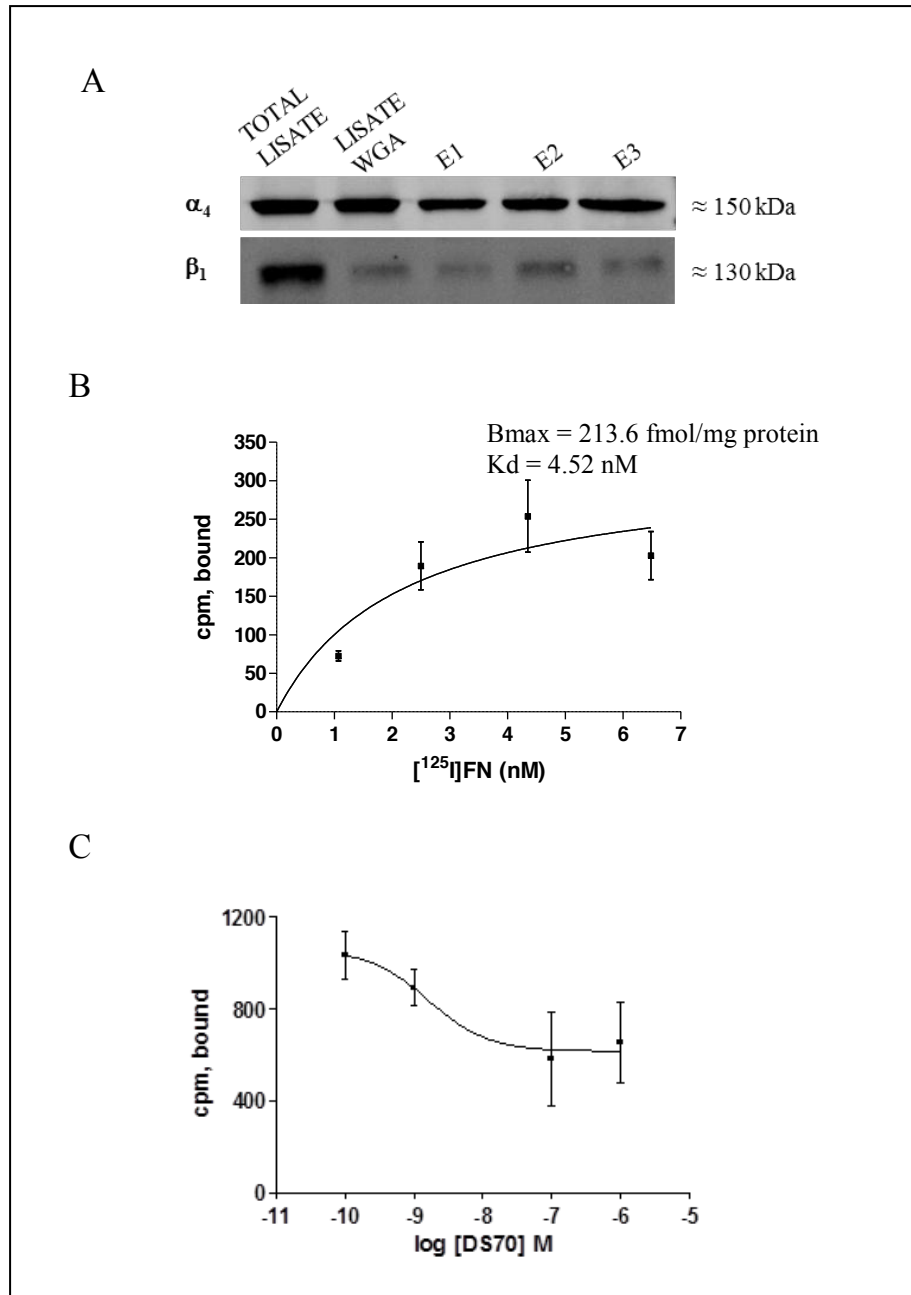 A
TOTAL
LISATE
LISATE
WGA
E1
E2
E3
α4
≈ 150 kDa
β1
≈ 130 kDa
B
Bmax = 213.6 fmol/mg protein
Kd = 4.52 nM
350
300
250
200
150
100
50
0
cpm, bound
0 1 2 3 4 5 6 7
[¹²⁵I]FN (nM)
C
1200
800
400
0
cpm, bound
-11 -10 -9 -8 -7 -6 -5
log [DS70] M